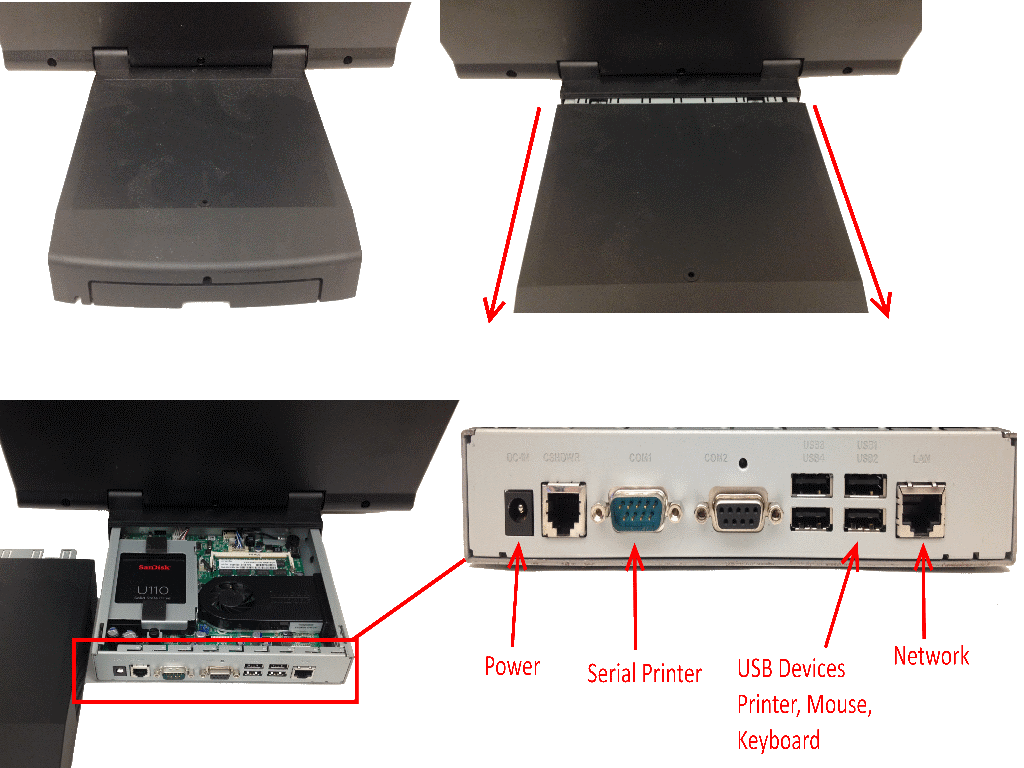 SanDisk
U110
USB3
USB1
DC4N
CSHDWR
COM1
COM2
USB4
USB2
LAN
Power
Serial Printer
USB Devices
Printer, Mouse,
Keyboard
Network